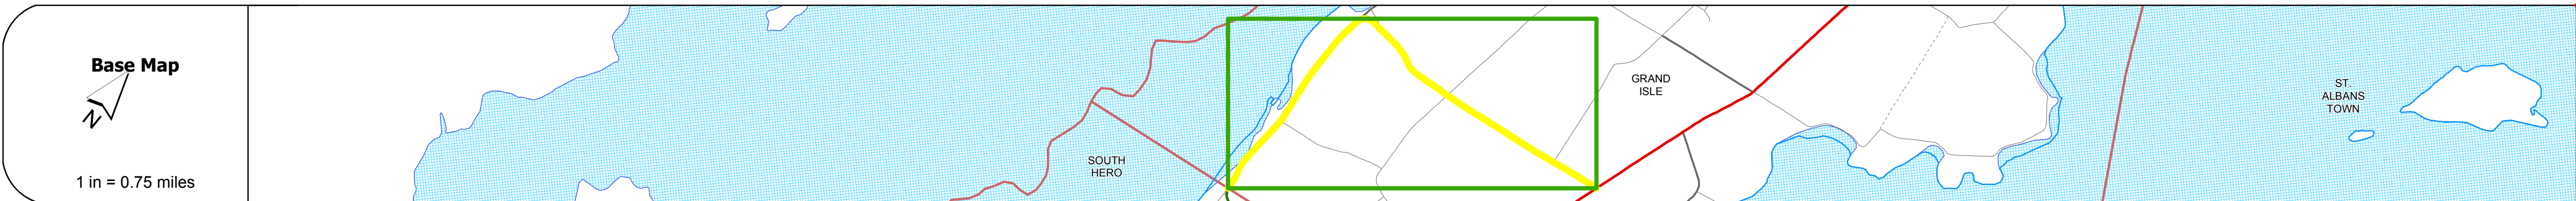 Base Map
N
1 in = 0.75 miles
SOUTH
HERO
GRAND
ISLE
ST.
ALBANS
TOWN